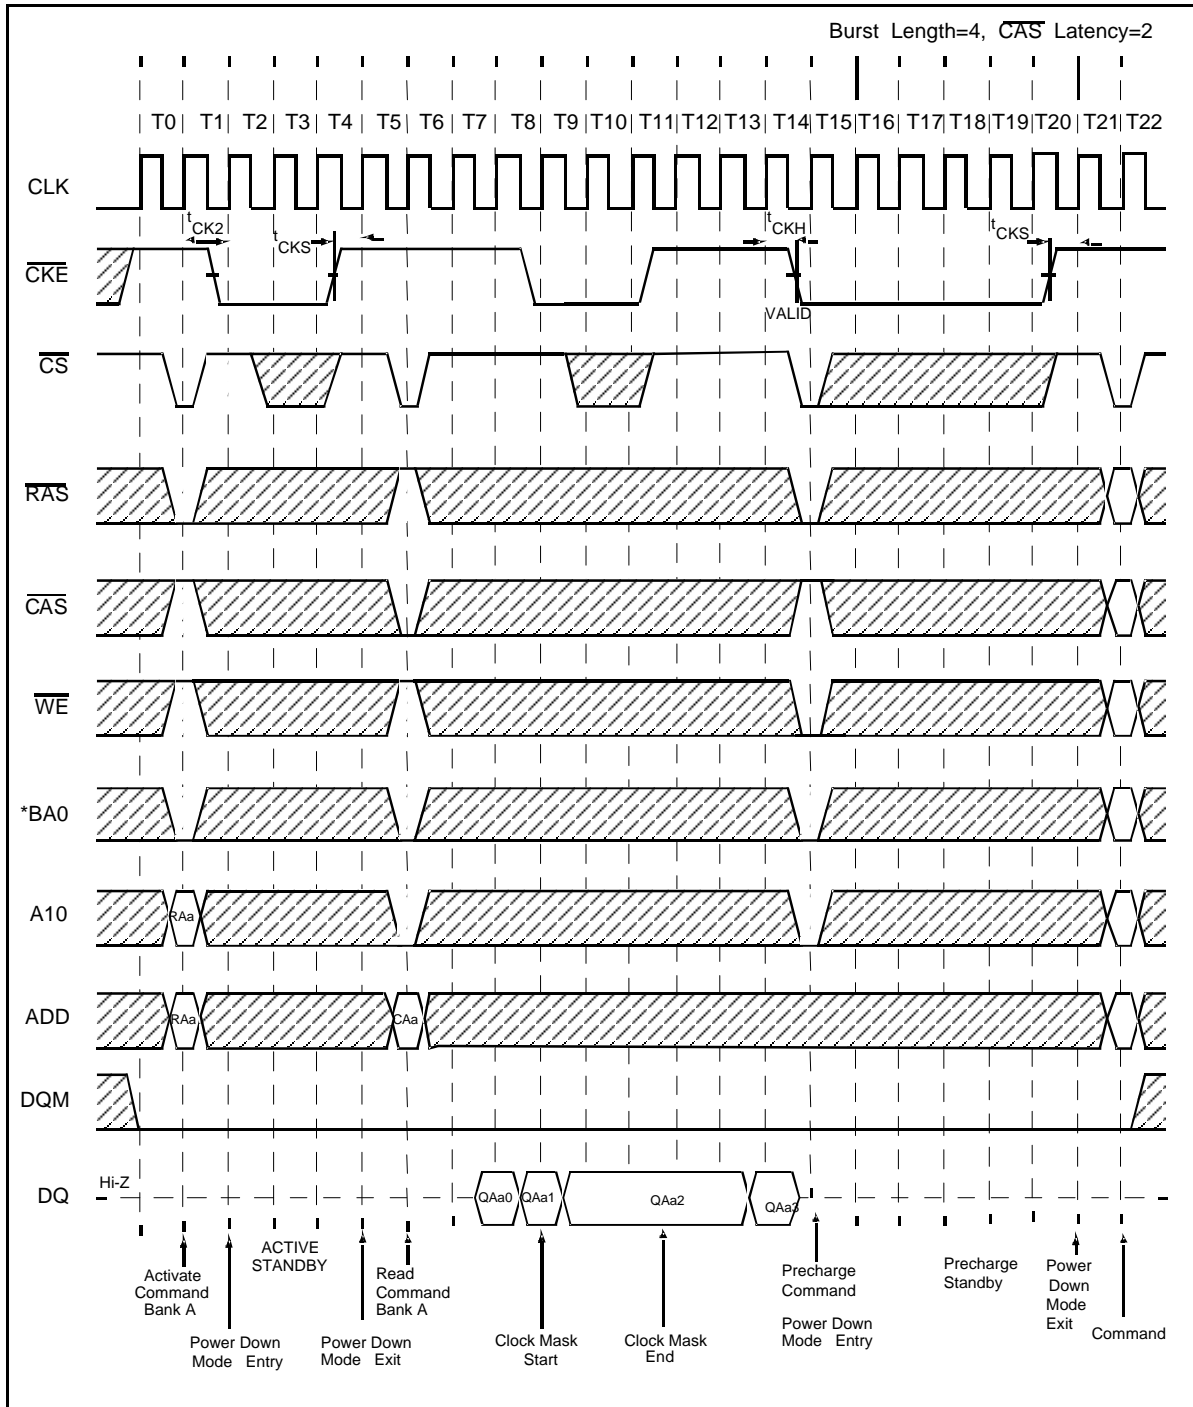 Burst Length=4, CAS Latency=2
T0 T1 T2 T3 T4 T5 T6 T7 T8 T9 T10 T11 T12 T13 T14 T15 T16 T17 T18 T19 T20 T21 T22
CLK
tCK2 tCKS tCKH tCKS
CKE
VALID
CS
RAS
CAS
WE
*BA0
A10 RAa
ADD RAa CAa
DQM
DQ Hi-Z QAa0 QAa1 QAa2 QAa3
Activate
Command
Bank A
Power Down
Mode Entry
ACTIVE
STANDBY
Power Down
Mode Exit
Read
Command
Bank A
Clock Mask
Start
Clock Mask
End
Precharge
Command
Power Down
Mode Entry
Precharge
Standby
Power
Down
Mode
Exit
Command